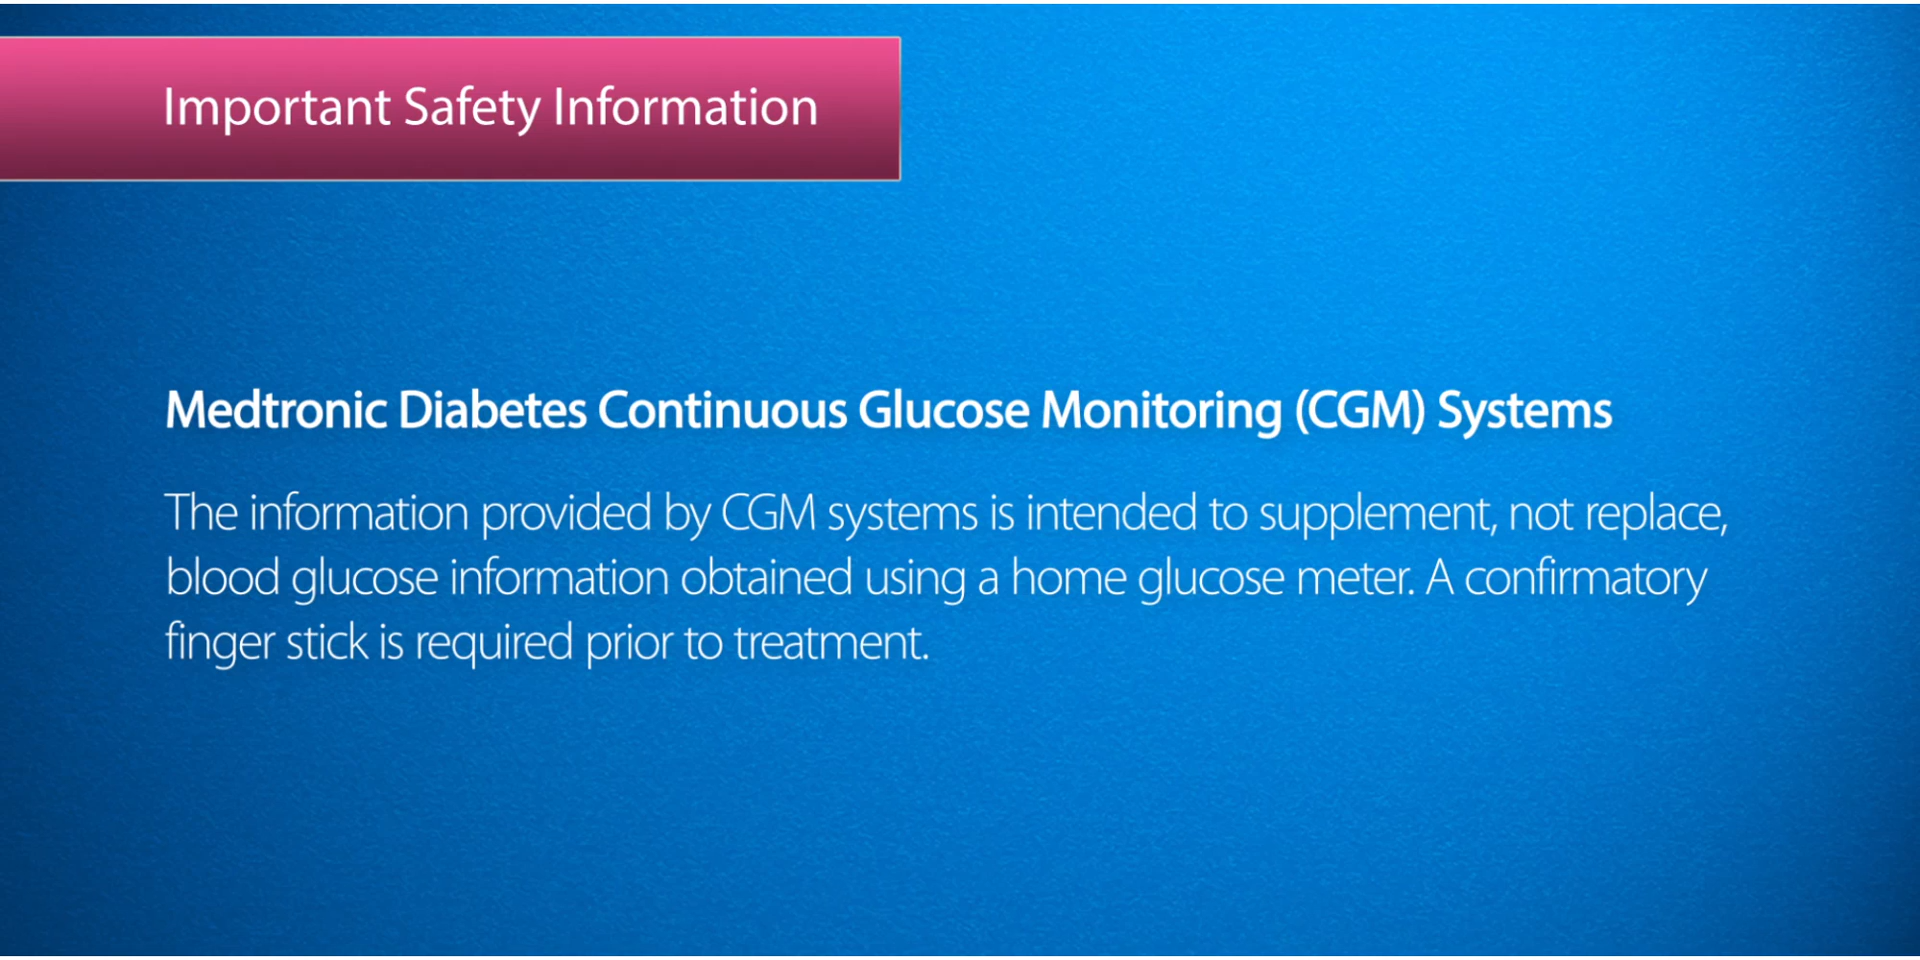 Important Safety Information
Medtronic Diabetes Continuous Glucose Monitoring (CGM) Systems
The information provided by CGM systems is intended to supplement, not replace,
blood glucose information obtained using a home glucose meter. A confirmatory
finger stick is required prior to treatment.